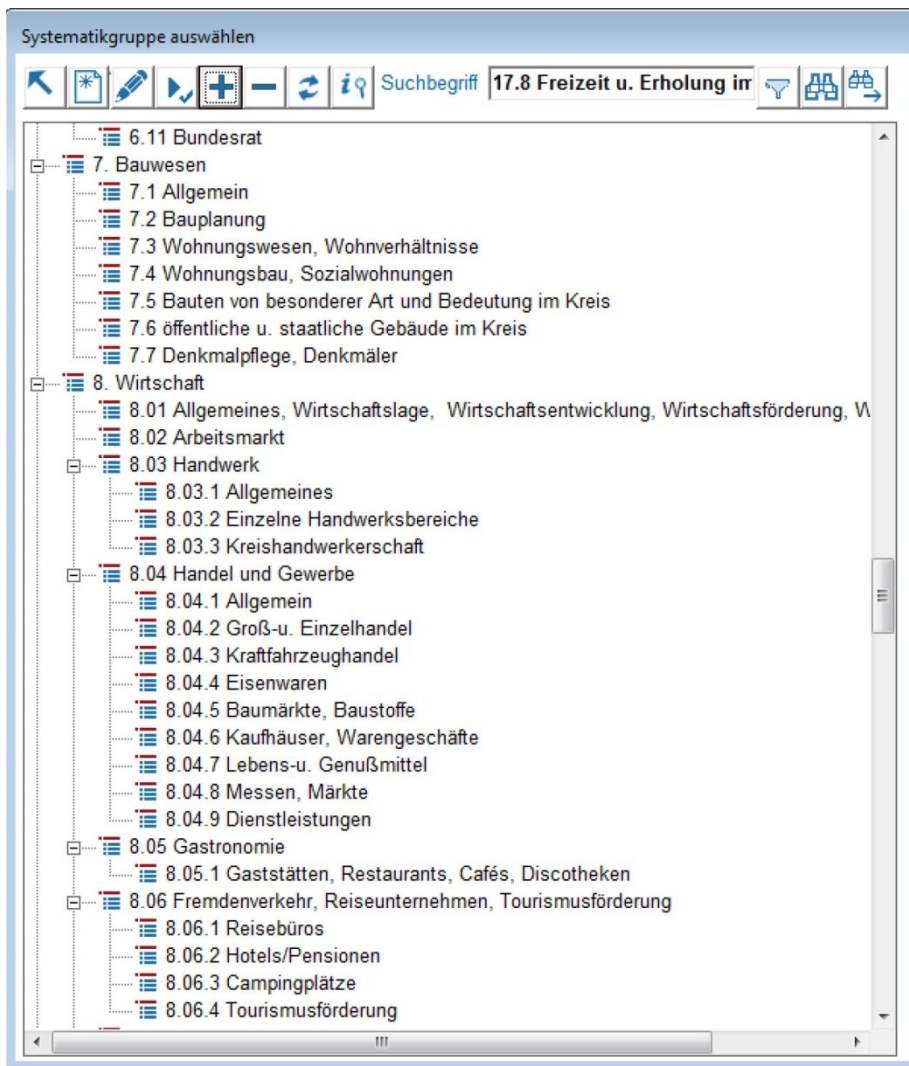 Systematikgruppe auswählen
Suchbegriff 17.8 Freizeit u. Erholung im
6.11 Bundesrat
7. Bauwesen
7.1 Allgemein
7.2 Bauplanung
7.3 Wohnungswesen, Wohnverhältnisse
7.4 Wohnungsbau, Sozialwohnungen
7.5 Bauten von besonderer Art und Bedeutung im Kreis
7.6 öffentliche u. staatliche Gebäude im Kreis
7.7 Denkmalpflege, Denkmäler
8. Wirtschaft
8.01 Allgemeines, Wirtschaftslage, Wirtschaftsentwicklung, Wirtschaftsförderung, W
8.02 Arbeitsmarkt
8.03 Handwerk
8.03.1 Allgemeines
8.03.2 Einzelne Handwerksbereiche
8.03.3 Kreishandwerkerschaft
8.04 Handel und Gewerbe
8.04.1 Allgemein
8.04.2 Groß-u. Einzelhandel
8.04.3 Kraftfahrzeughandel
8.04.4 Eisenwaren
8.04.5 Baumärkte, Baustoffe
8.04.6 Kaufhäuser, Warengeschäfte
8.04.7 Lebens-u. Genußmittel
8.04.8 Messen, Märkte
8.04.9 Dienstleistungen
8.05 Gastronomie
8.05.1 Gaststätten, Restaurants, Cafés, Discotheken
8.06 Fremdenverkehr, Reiseunternehmen, Tourismusförderung
8.06.1 Reisebüros
8.06.2 Hotels/Pensionen
8.06.3 Campingplätze
8.06.4 Tourismusförderung